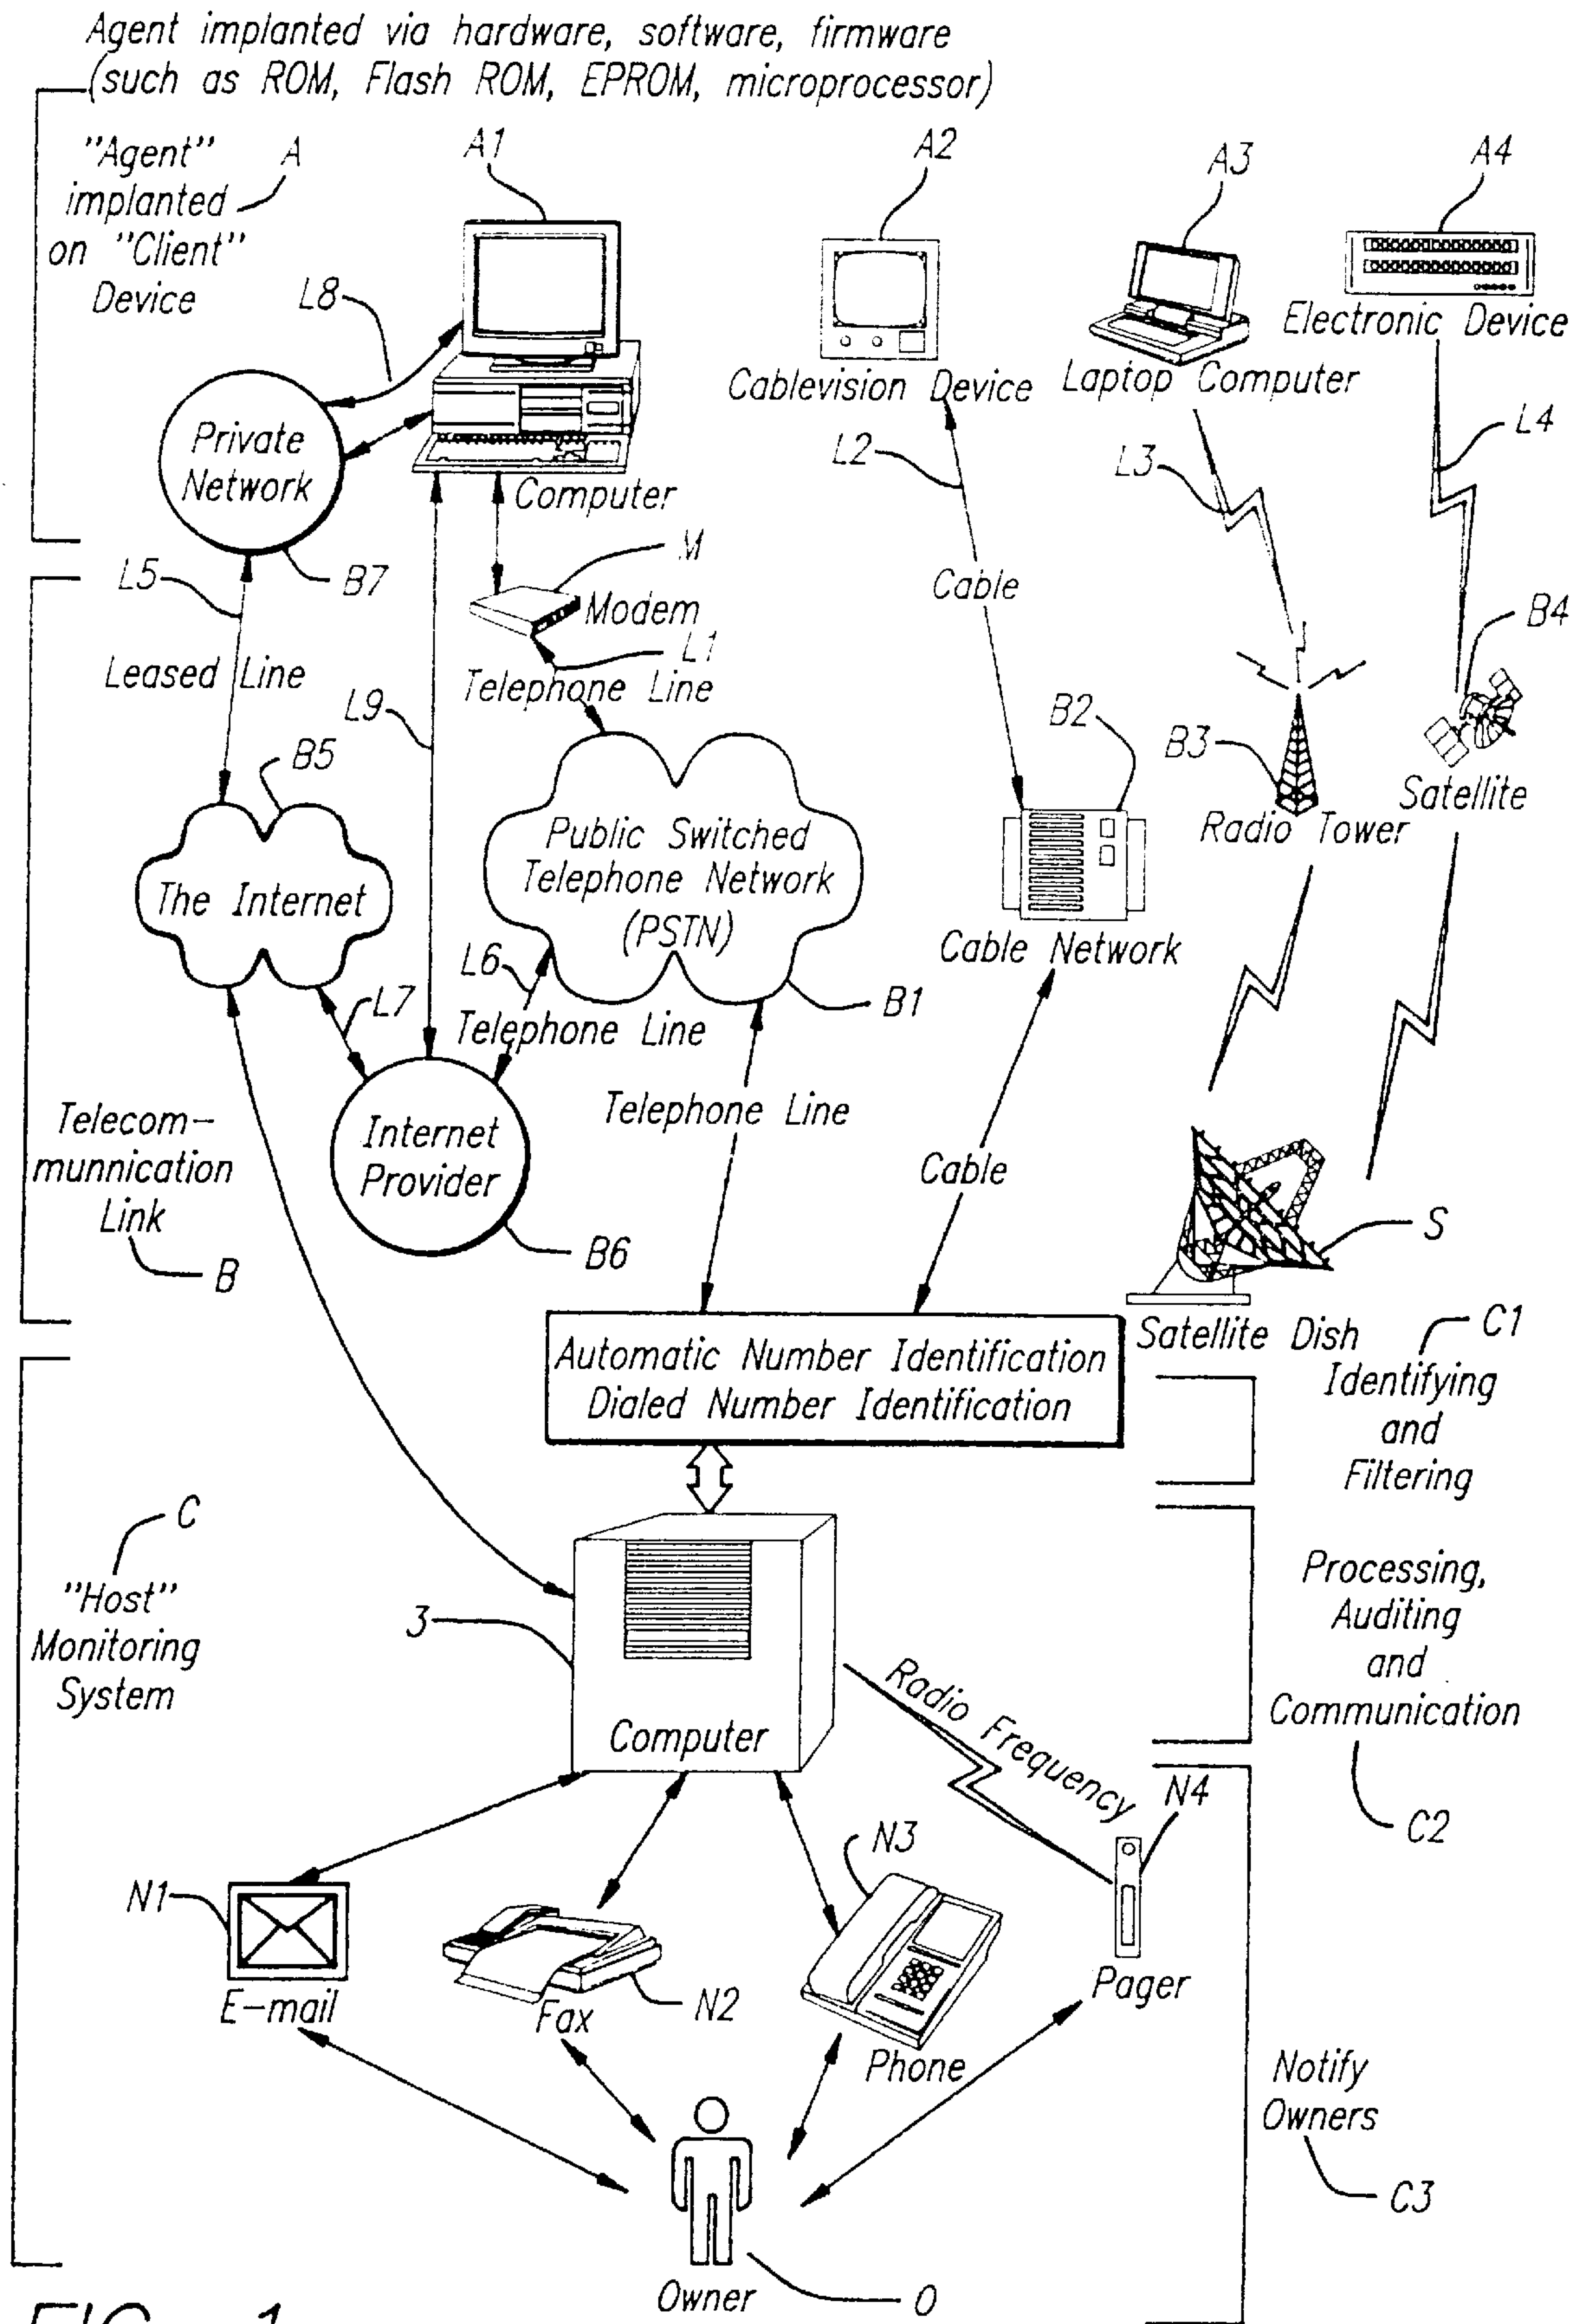 Agent implanted via hardware, software, firmware
(such as ROM, Flash ROM, EPROM, microprocessor)
"Agent"
implanted
on "Client"
Device
A
A1
A2
A3
A4
L8
Private
Network
Computer
Cablevision Device
Laptop Computer
Electronic Device
L2
L3
L4
L5
B7
M
Modem
L1
Telephone Line
Cable
B4
Leased Line
L9
B2
B3
B5
Satellite
Radio Tower
The Internet
Public Switched
Telephone Network
(PSTN)
Cable Network
L6
L7
B1
Telephone Line
Telephone Line
Telecom-
munnication
Link
B
Internet
Provider
B6
Cable
S
Satellite Dish
C1
Identifying
and
Filtering
Automatic Number Identification
Dialed Number Identification
C
"Host"
Monitoring
System
3
Computer
Radio Frequency
Processing,
Auditing
and
Communication
C2
N4
N3
N1
E-mail
Fax
N2
Phone
Pager
Notify
Owners
C3
Owner
O
FIG. 1